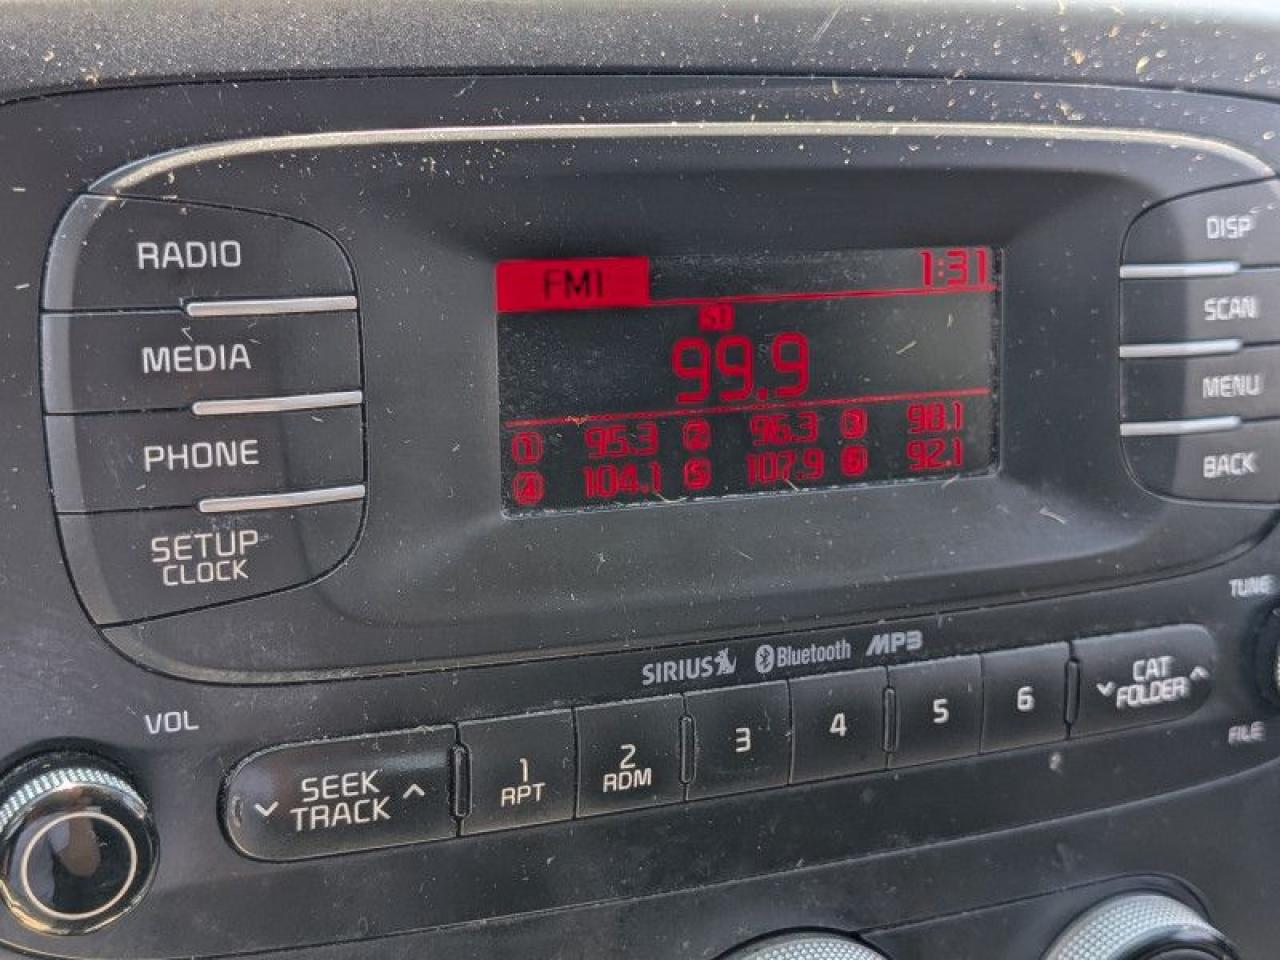 RADIO
MEDIA
PHONE
SETUP
CLOCK
FM1 1:31
ST
99.9
1 95.3 2 96.3 3 98.1
4 104.1 5 107.9 6 92.1
DISP
SCAN
MENU
BACK
TUNE
FILE
SIRIUS Bluetooth MP3
VOL
SEEK
TRACK
1
RPT
2
RDM
3
4
5
6
CAT
FOLDER